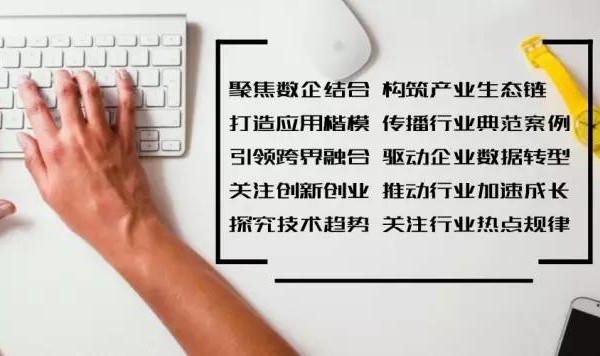 聚焦数企结合 构筑产业生态链
打造应用楷模 传播行业典范案例
引领跨界融合 驱动企业数据转型
关注创新创业 推动行业加速成长
探究技术趋势 关注行业热点规律